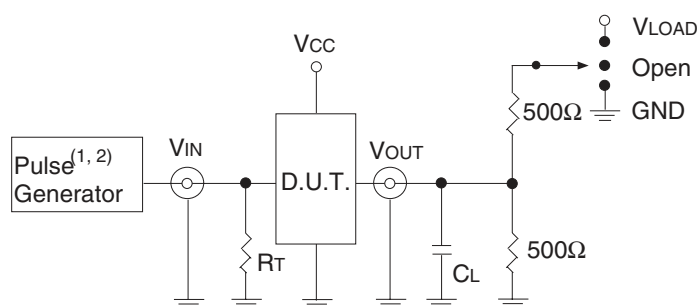 VLOAD
VCC
Open
500Ω
GND
VIN
VOUT
Pulse(1, 2)
Generator
D.U.T.
500Ω
RT
CL